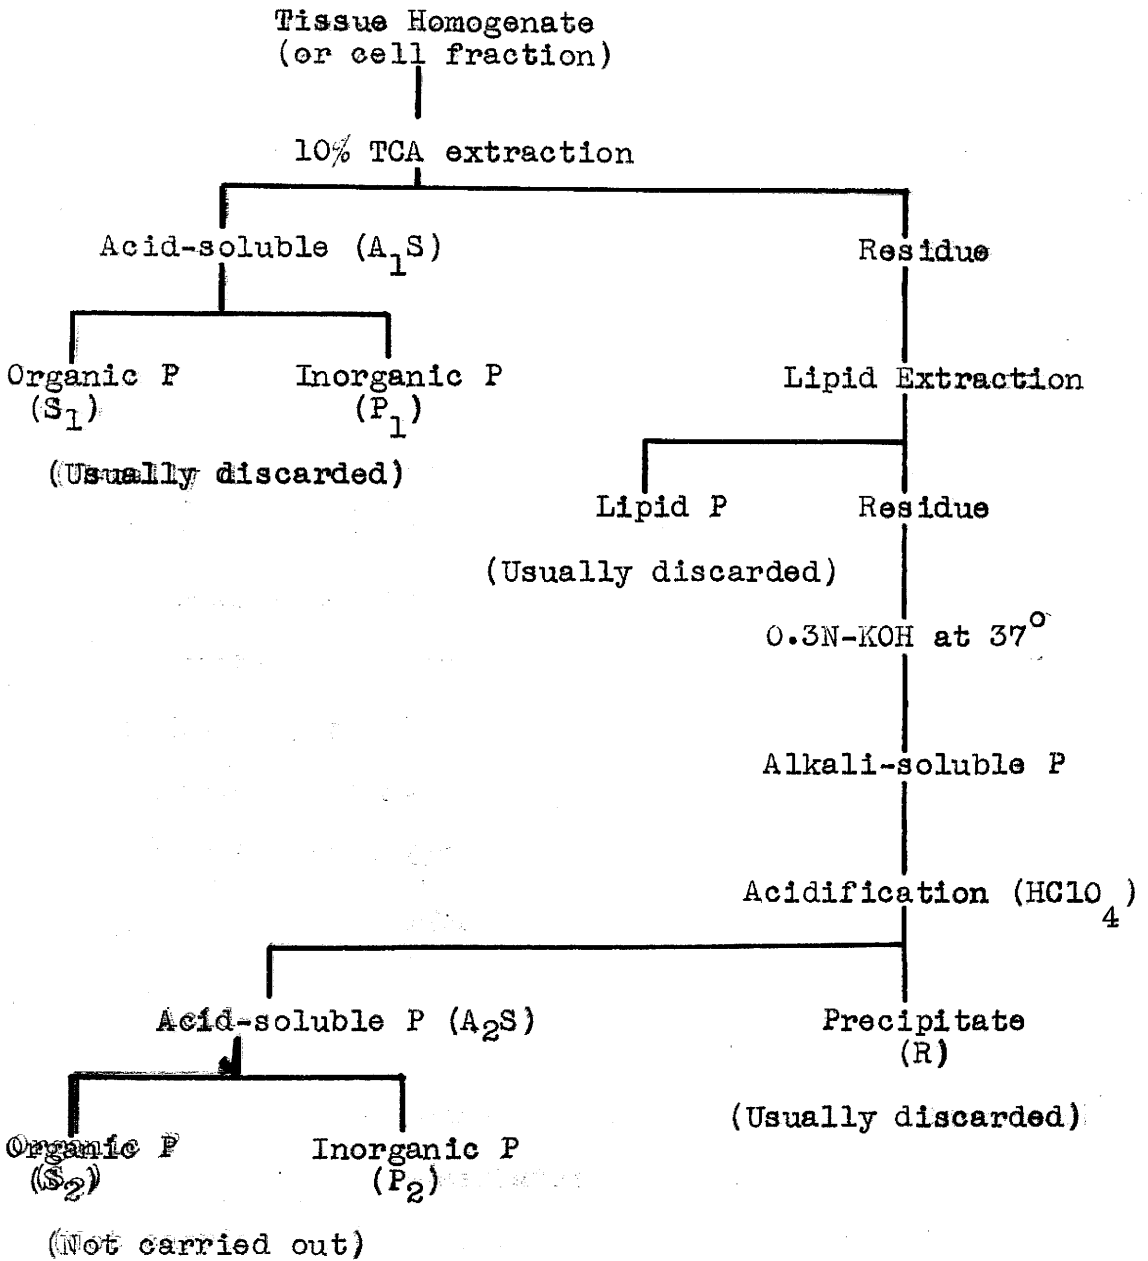 Tissue Homogenate
(or cell fraction)
10% TCA extraction
Acid-soluble (A₁S)
Residue
Organic P
(S₁)
Inorganic P
(P₁)
Lipid Extraction
(Usually discarded)
Lipid P
Residue
(Usually discarded)
0.3N-KOH at 37°
Alkali-soluble P
Acidification (HClO₄)
Acid-soluble P (A₂S)
Precipitate
(R)
(Usually discarded)
Organic P
(S₂)
Inorganic P
(P₂)
(Not carried out)